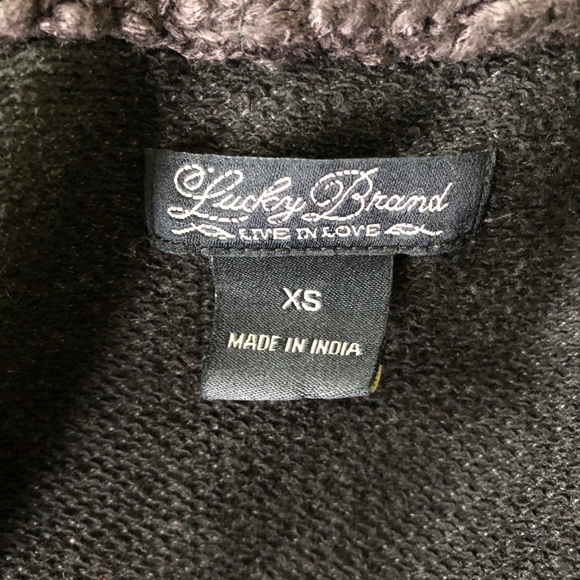 Lucky Brand
LIVE IN LOVE
XS
MADE IN INDIA